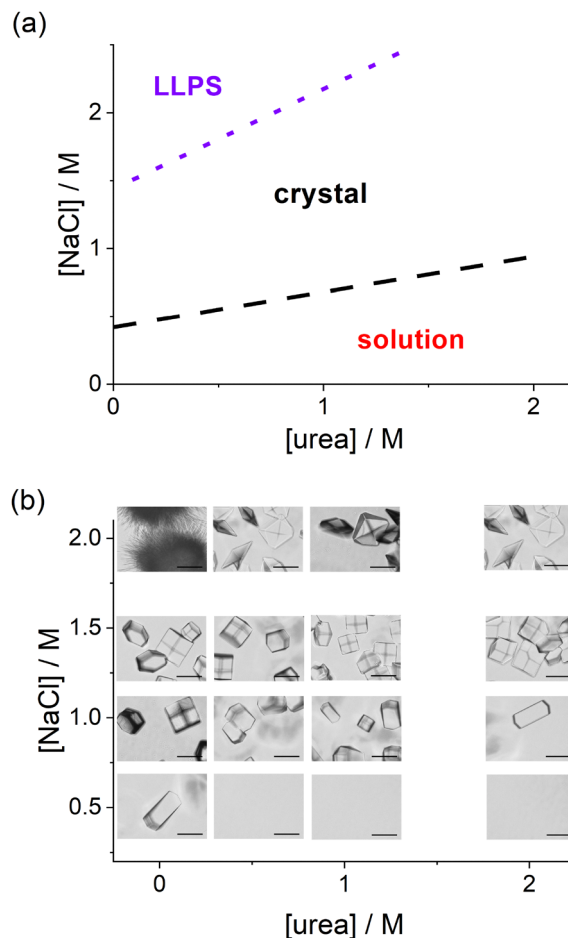 (a)
LLPS
crystal
solution
[NaCl] / M
2
1
0
0
1
2
[urea] / M
(b)
[NaCl] / M
2.0
1.5
1.0
0.5
0
1
2
[urea] / M